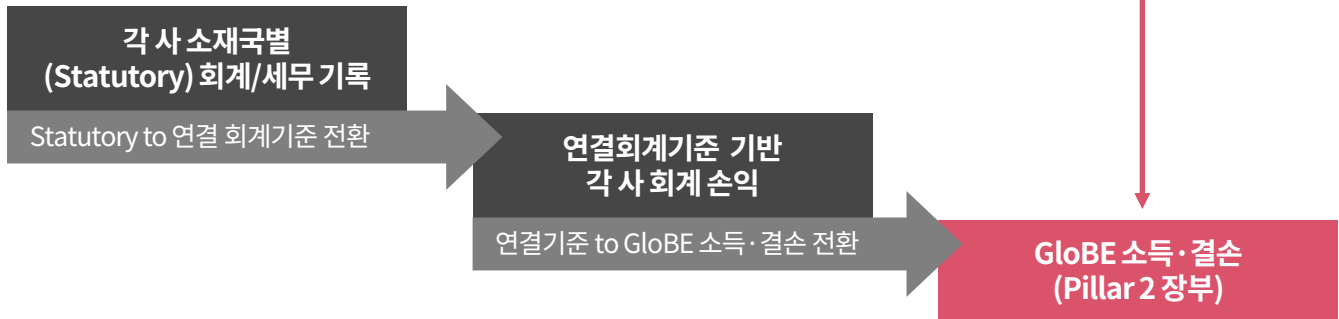 각 사 소재국별
(Statutory) 회계/세무 기록
Statutory to 연결 회계기준 전환
연결회계기준 기반
각 사 회계 손익
연결기준 to GloBE 소득·결손 전환
GloBE 소득·결손
(Pillar 2 장부)